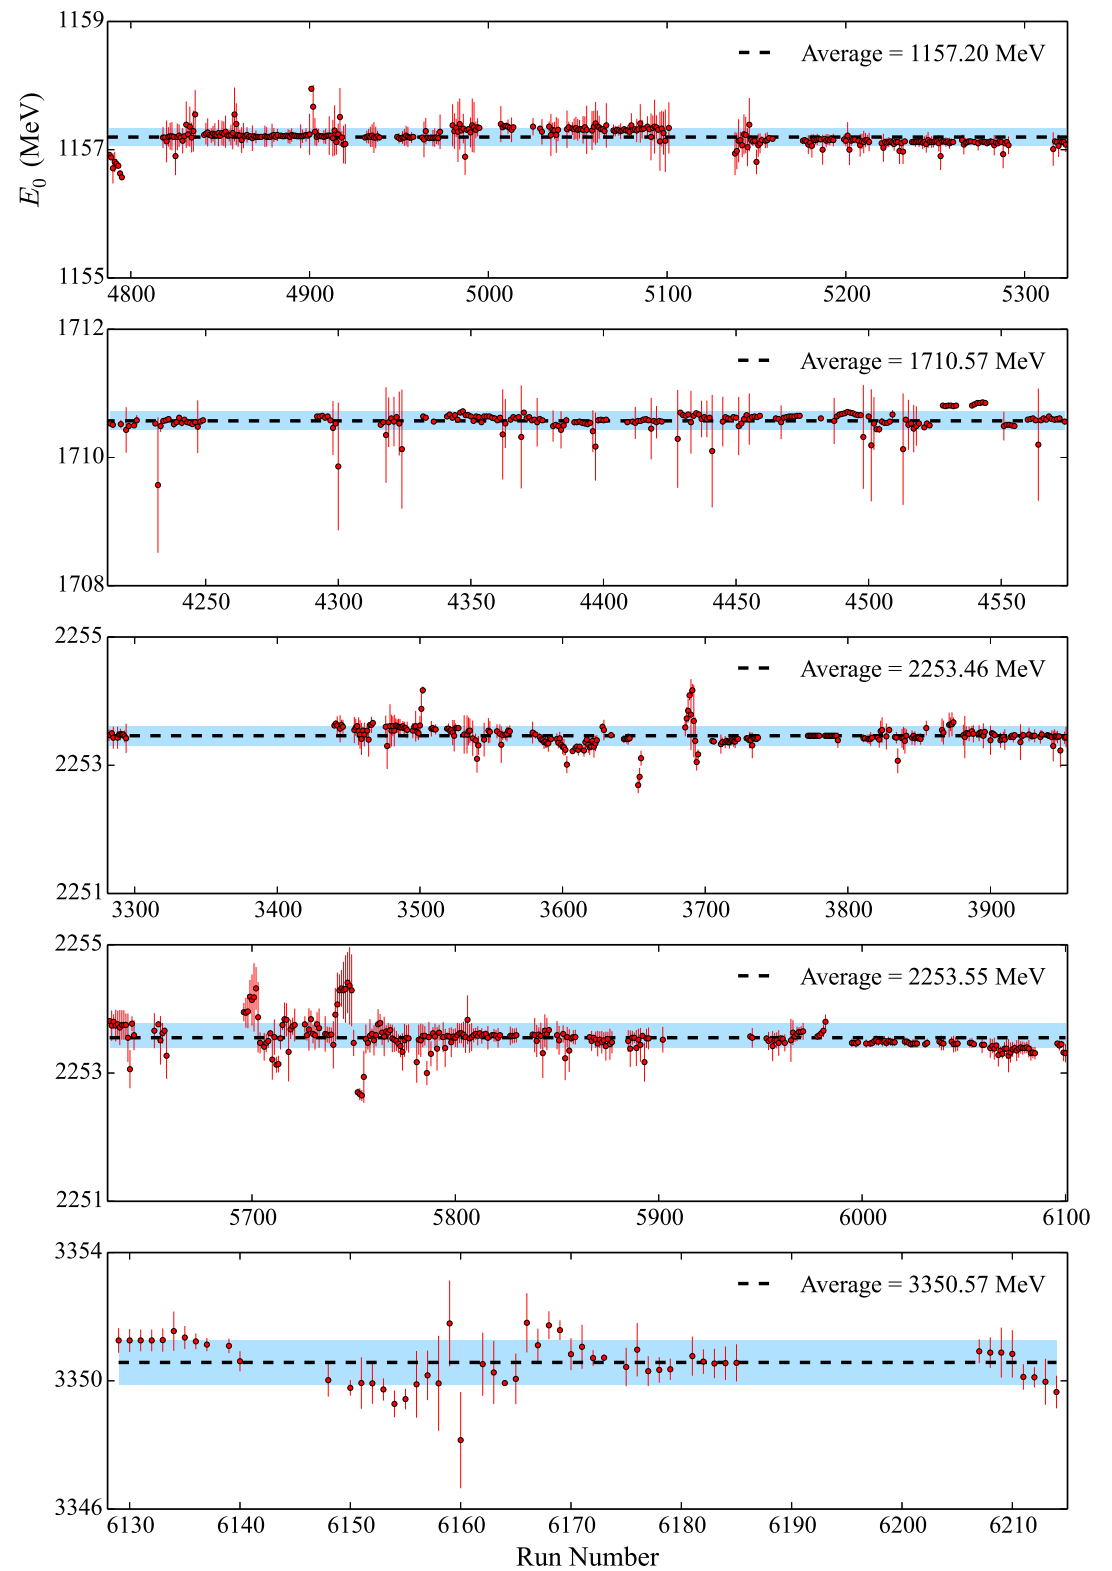 1159
Average = 1157.20 MeV
E0 (MeV)
1157
1155
4800 4900 5000 5100 5200 5300
1712
Average = 1710.57 MeV
1710
1708
4250 4300 4350 4400 4450 4500 4550
2255
Average = 2253.46 MeV
2253
2251
3300 3400 3500 3600 3700 3800 3900
2255
Average = 2253.55 MeV
2253
2251
5700 5800 5900 6000 6100
3354
Average = 3350.57 MeV
3350
3346
6130 6140 6150 6160 6170 6180 6190 6200 6210
Run Number